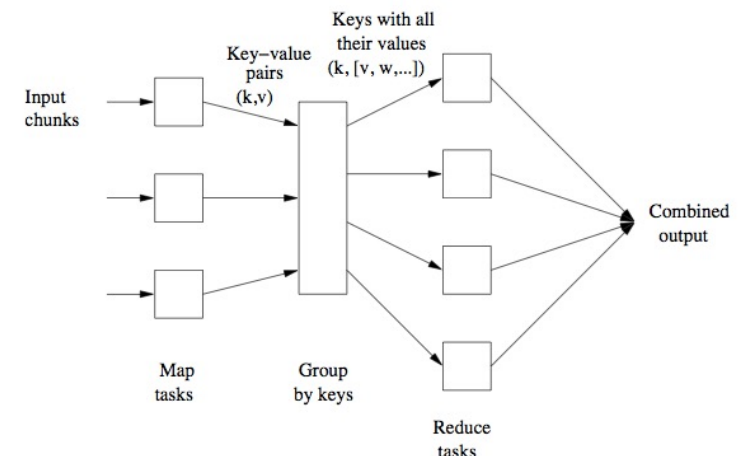 Input
chunks
Key−value
pairs
(k,v)
Keys with all
their values
(k, [v, w,...])
Combined
output
Map
tasks
Group
by keys
Reduce
tasks